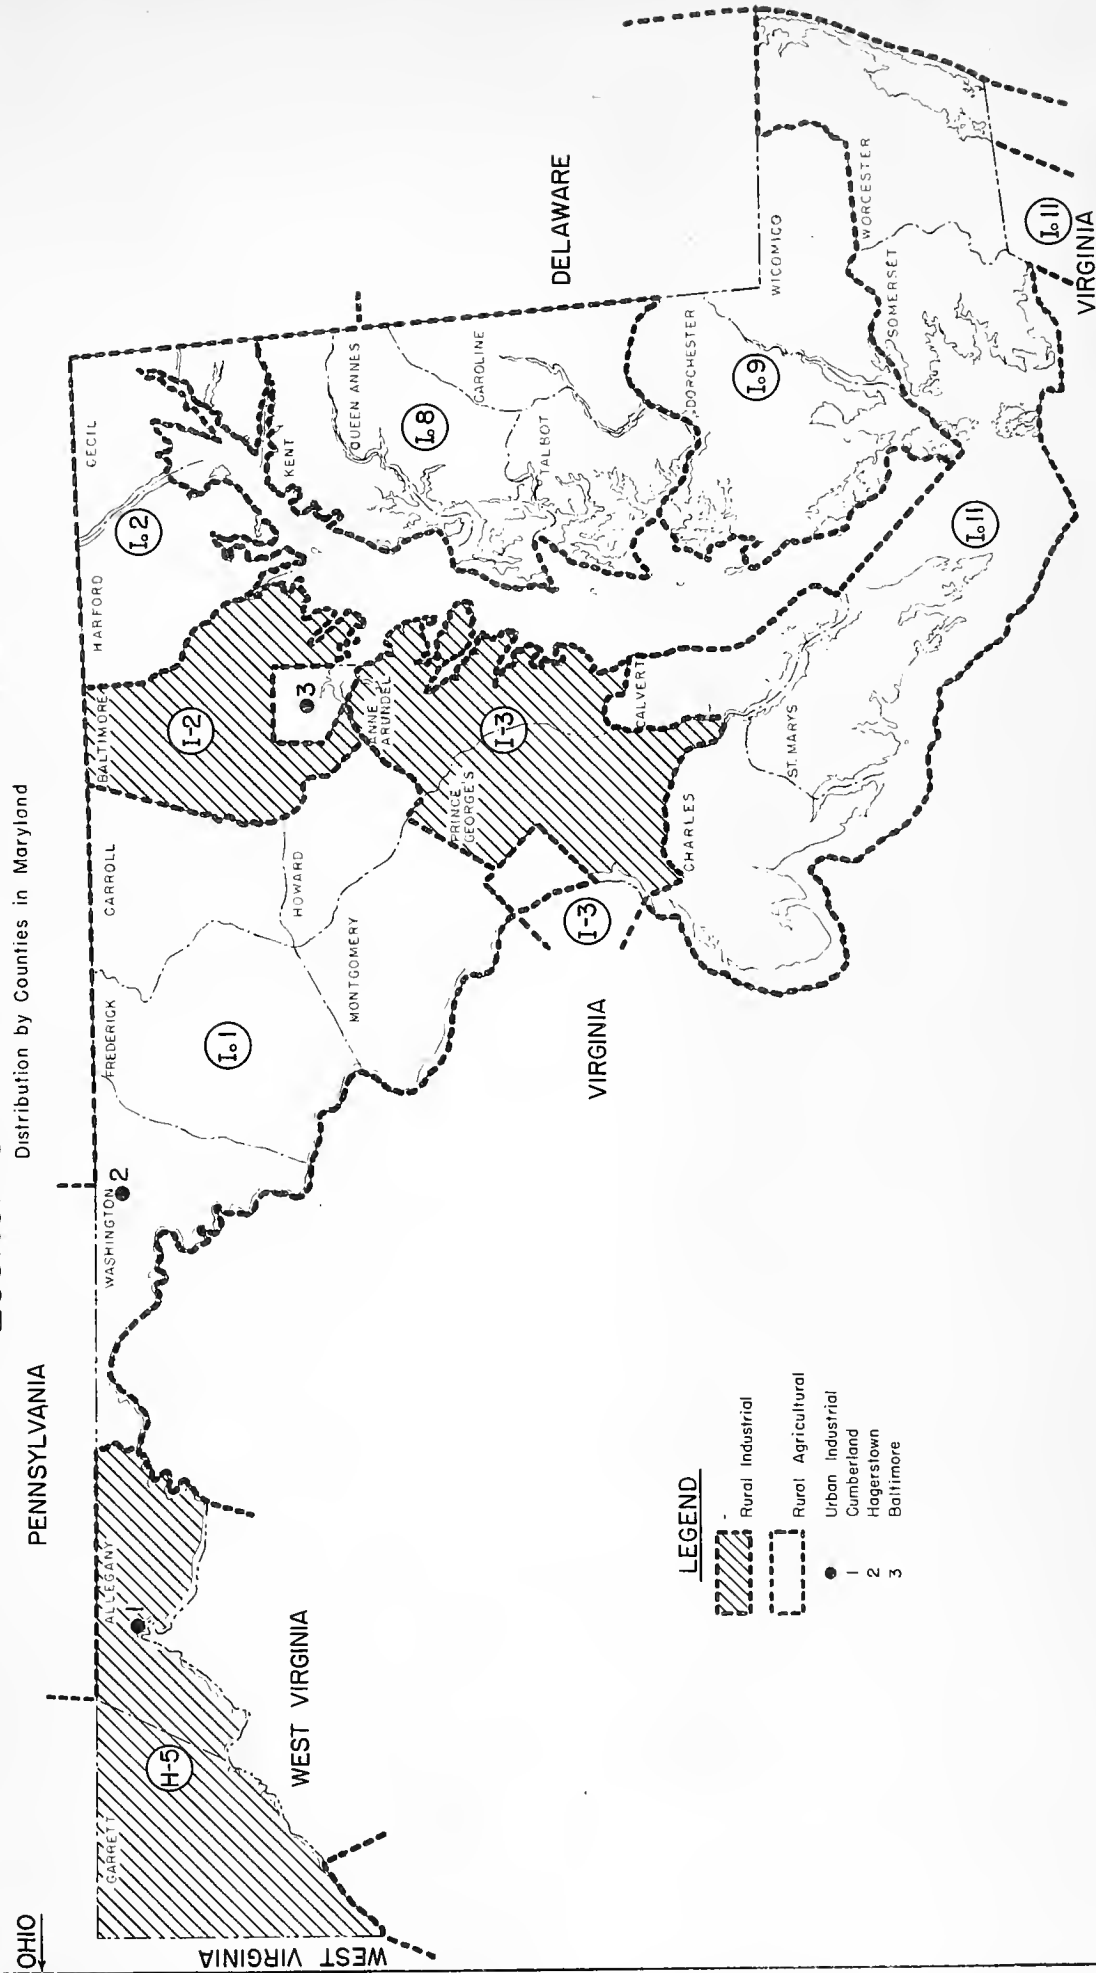 Distribution by Counties in Maryland
OHIO
PENNSYLVANIA
WEST VIRGINIA
WEST VIRGINIA
VIRGINIA
DELAWARE
VIRGINIA
GARRETT
ALLEGANY
WASHINGTON
FREDERICK
CARROLL
BALTIMORE
HARFORD
CECIL
HOWARD
MONTGOMERY
PRINCE
GEORGE'S
ANNE
ARUNDEL
CALVERT
CHARLES
ST. MARYS
KENT
QUEEN ANNES
CAROLINE
TALBOT
DORCHESTER
WICOMICO
SOMERSET
WORCESTER
H-5
1
2
3
I.1
I-2
I.2
I-3
I-3
I.8
I.9
I.11
I.11
LEGEND
Rural Industrial
Rural Agricultural
Urban Industrial
1 Cumberland
2 Hagerstown
3 Baltimore